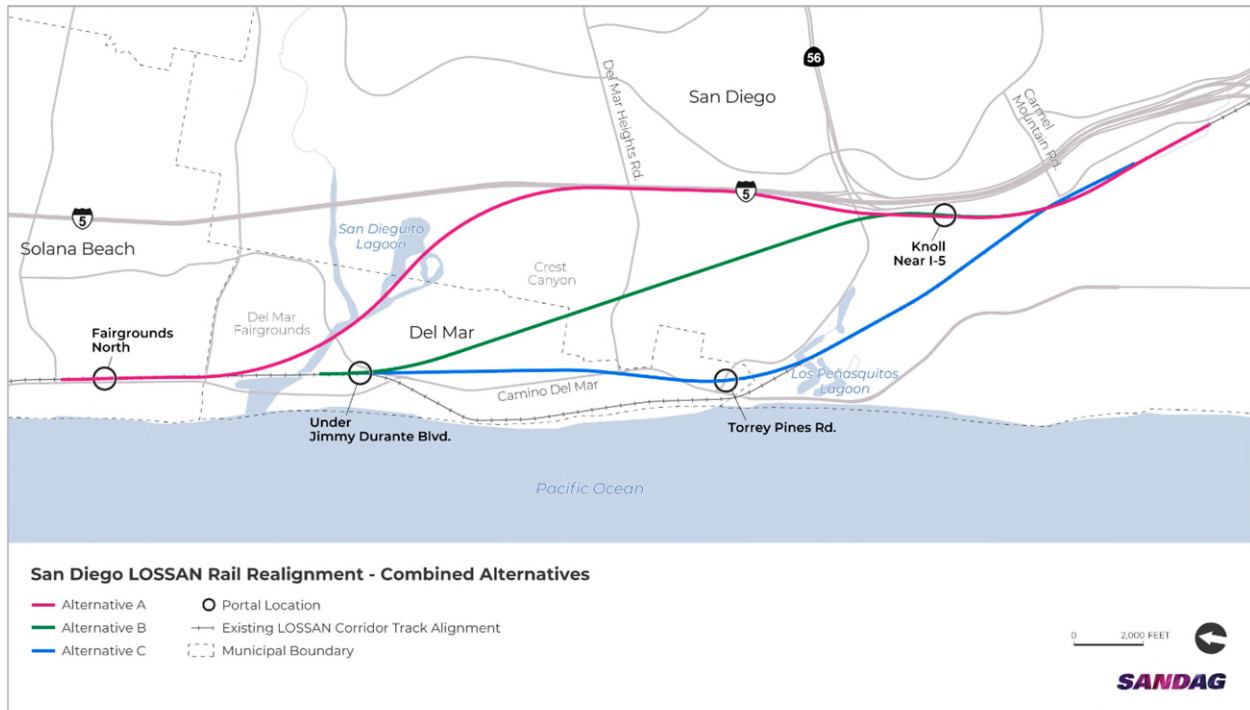 56
Del Mar Heights Rd.
San Diego
Carmel
Mountain Rd.
5
5
San Dieguito
Lagoon
Solana Beach
Knoll
Near I-5
Crest
Canyon
Del Mar
Fairgrounds
Del Mar
Fairgrounds
North
Los Peñasquitos
Lagoon
Camino Del Mar
Under
Jimmy Durante Blvd.
Torrey Pines Rd.
Pacific Ocean
San Diego LOSSAN Rail Realignment - Combined Alternatives
Alternative A
Portal Location
Alternative B
Existing LOSSAN Corridor Track Alignment
Alternative C
Municipal Boundary
0 2,000 FEET
SANDAG